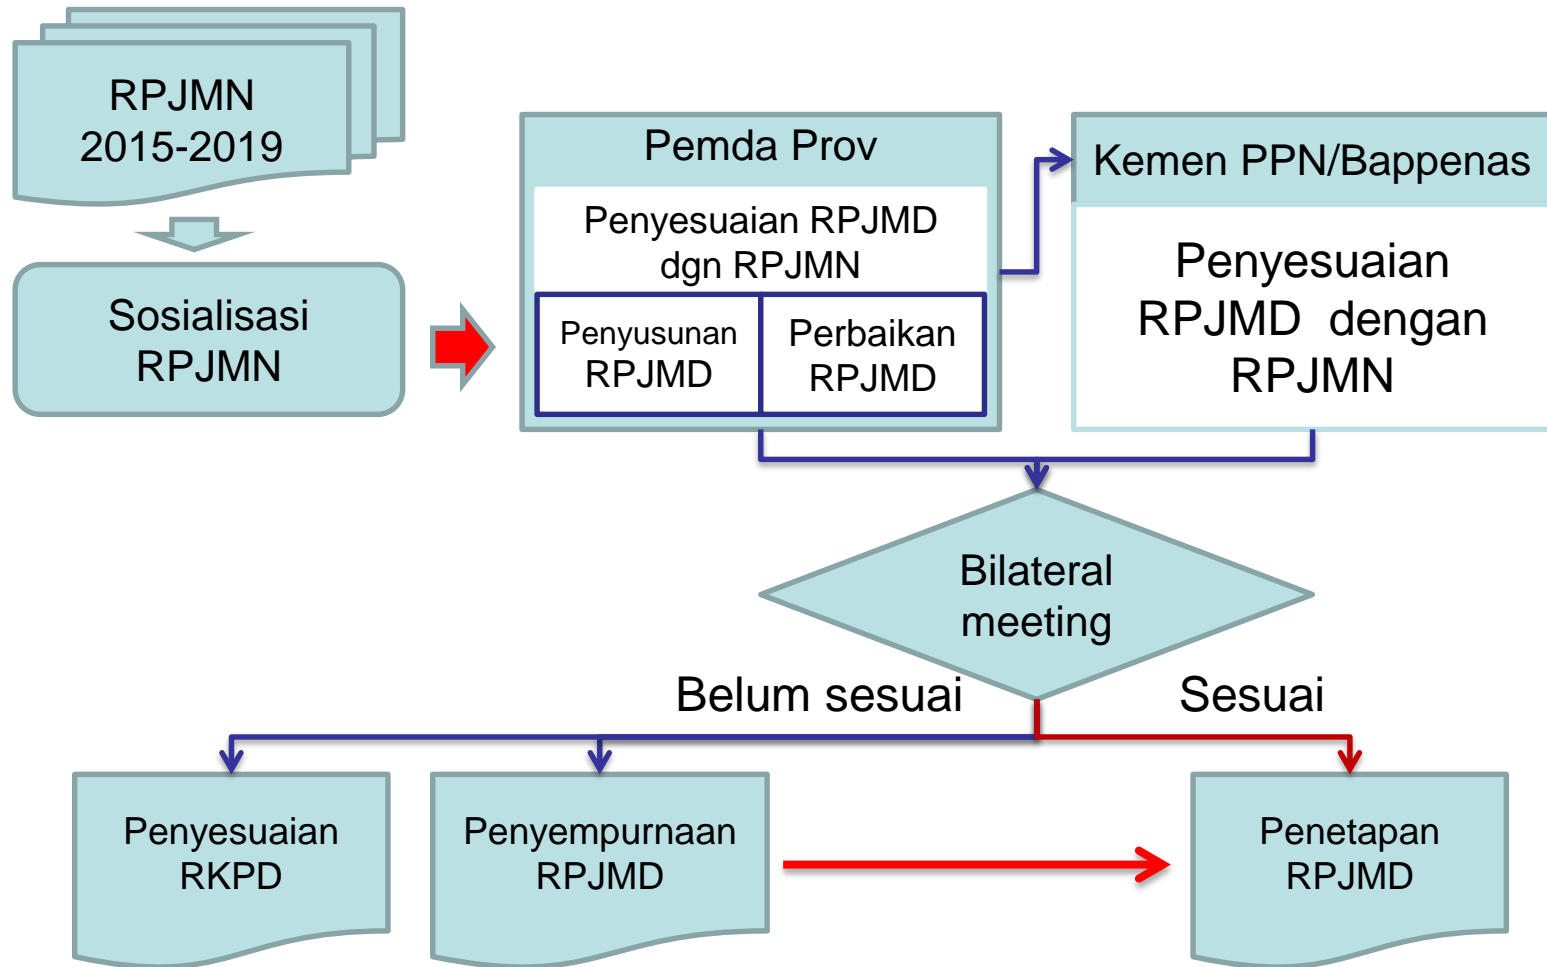 RPJMN
2015-2019
Sosialisasi
RPJMN
Pemda Prov
Penyesuaian RPJMD
dgn RPJMN
Penyusunan
RPJMD
Perbaikan
RPJMD
Kemen PPN/Bappenas
Penyesuaian
RPJMD dengan
RPJMN
Bilateral
meeting
Belum sesuai
Sesuai
Penyesuaian
RKPD
Penyempurnaan
RPJMD
Penetapan
RPJMD